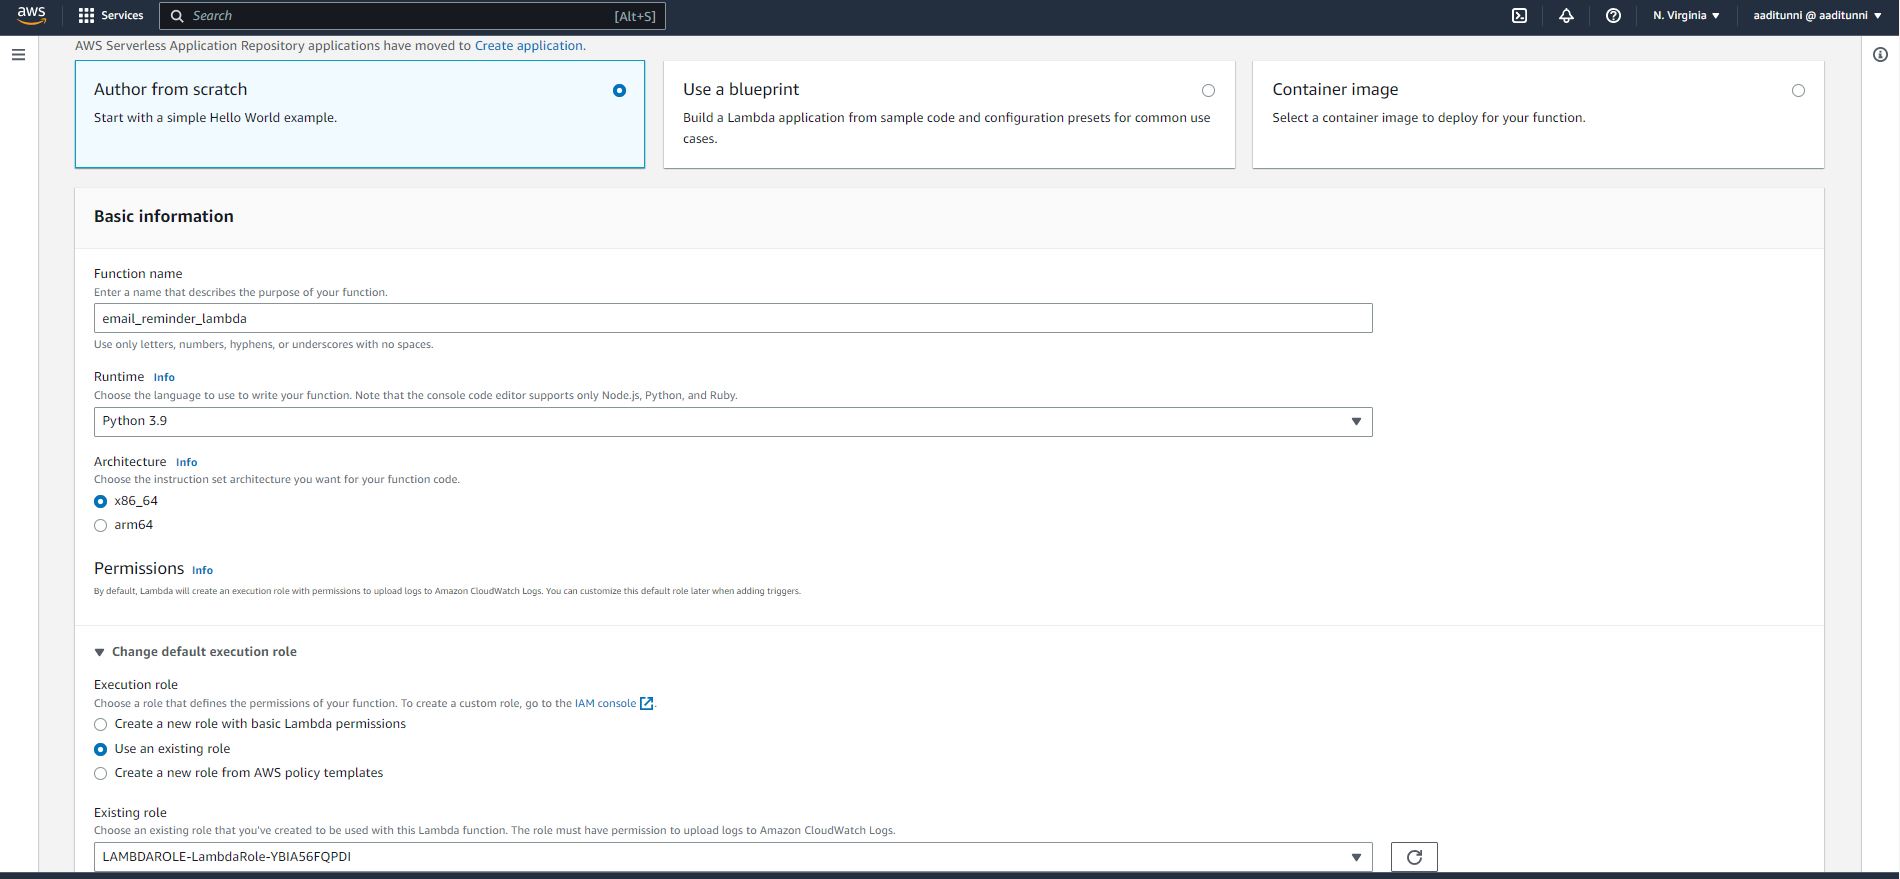 aws
Services
Search
[Alt+S]
N. Virginia
aaditunni @ aaditunni
AWS Serverless Application Repository applications have moved to Create application.
Author from scratch
Start with a simple Hello World example.
Use a blueprint
Build a Lambda application from sample code and configuration presets for common use
cases.
Container image
Select a container image to deploy for your function.
Basic information
Function name
Enter a name that describes the purpose of your function.
email_reminder_lambda
Use only letters, numbers, hyphens, or underscores with no spaces.
Runtime Info
Choose the language to use to write your function. Note that the console code editor supports only Node.js, Python, and Ruby.
Python 3.9
Architecture Info
Choose the instruction set architecture you want for your function code.
x86_64
arm64
Permissions Info
By default, Lambda will create an execution role with permissions to upload logs to Amazon CloudWatch Logs. You can customize this default role later when adding triggers.
Change default execution role
Execution role
Choose a role that defines the permissions of your function. To create a custom role, go to the IAM console.
Create a new role with basic Lambda permissions
Use an existing role
Create a new role from AWS policy templates
Existing role
Choose an existing role that you've created to be used with this Lambda function. The role must have permission to upload logs to Amazon CloudWatch Logs.
LAMBDAROLE-LambdaRole-YBIA56FQPDI